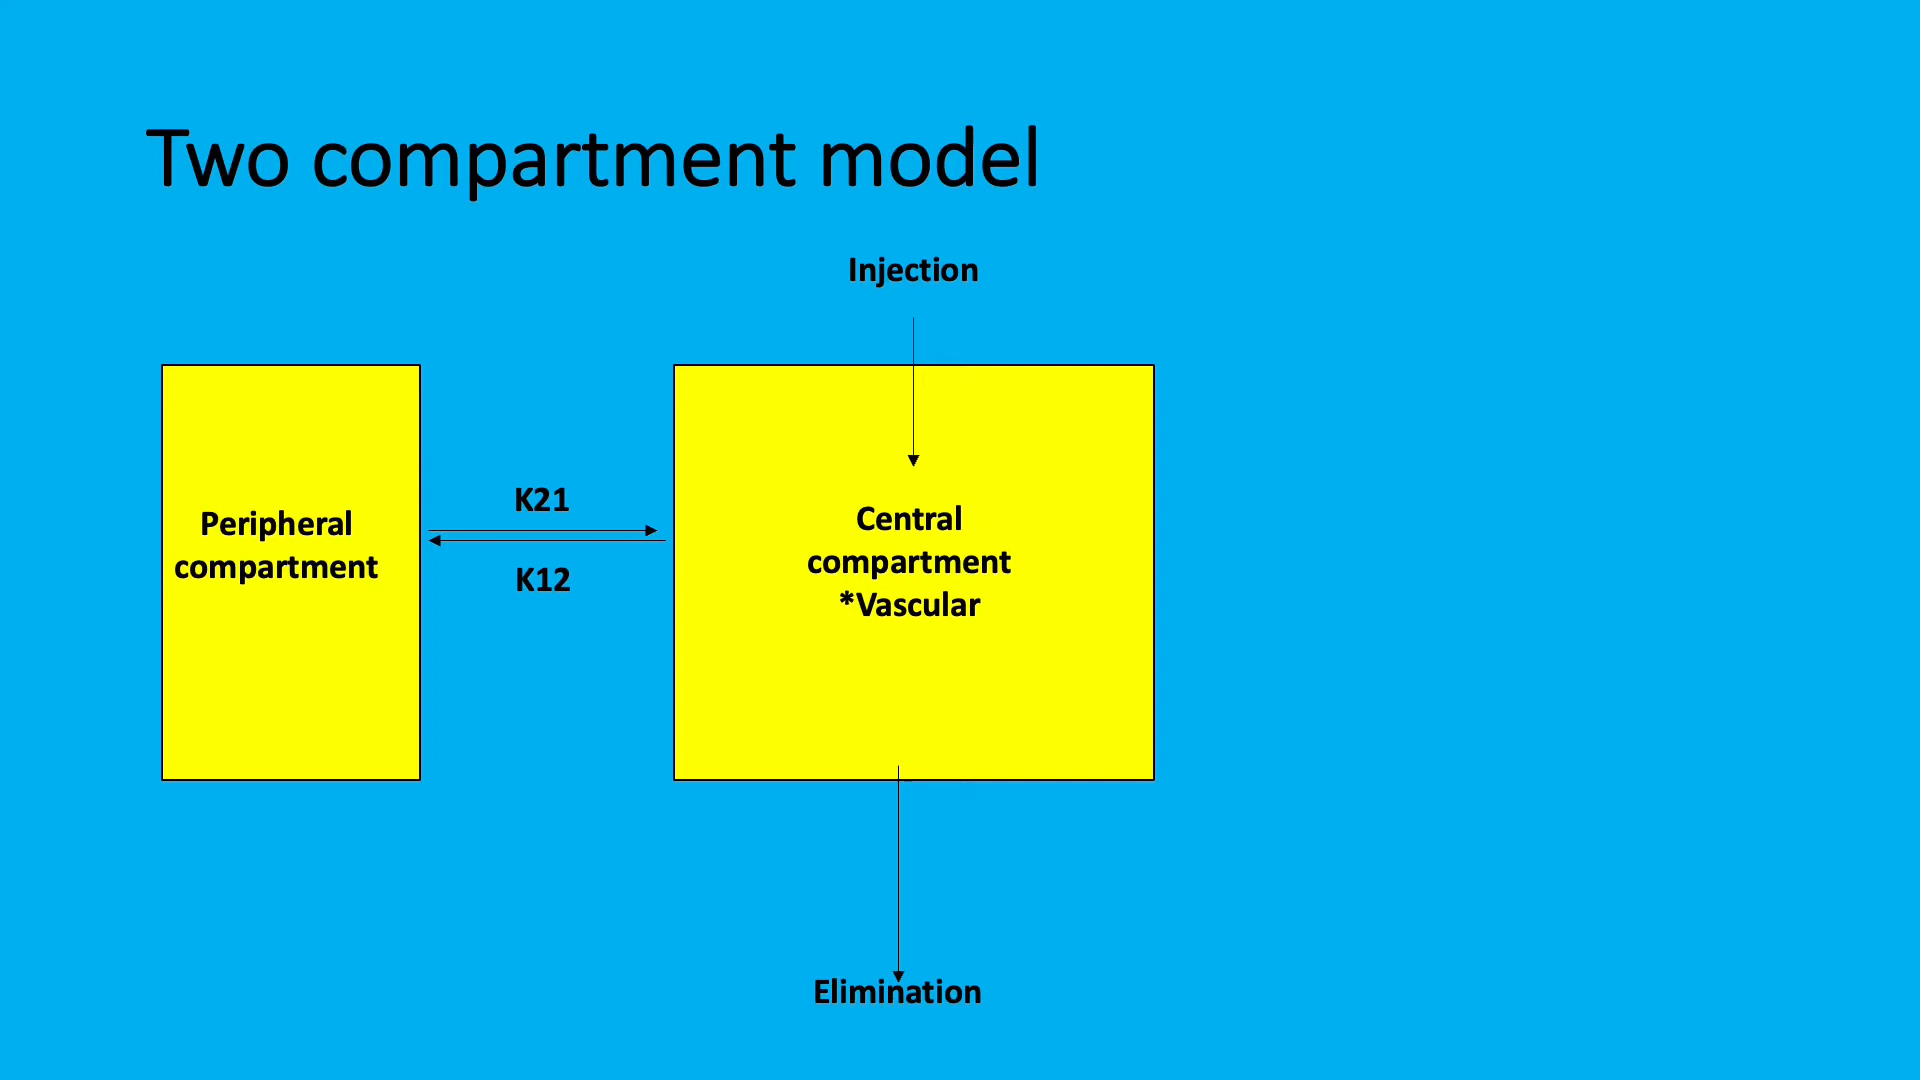 Two compartment model
Injection
Peripheral
compartment
K21
K12
Central
compartment
*Vascular
Elimination